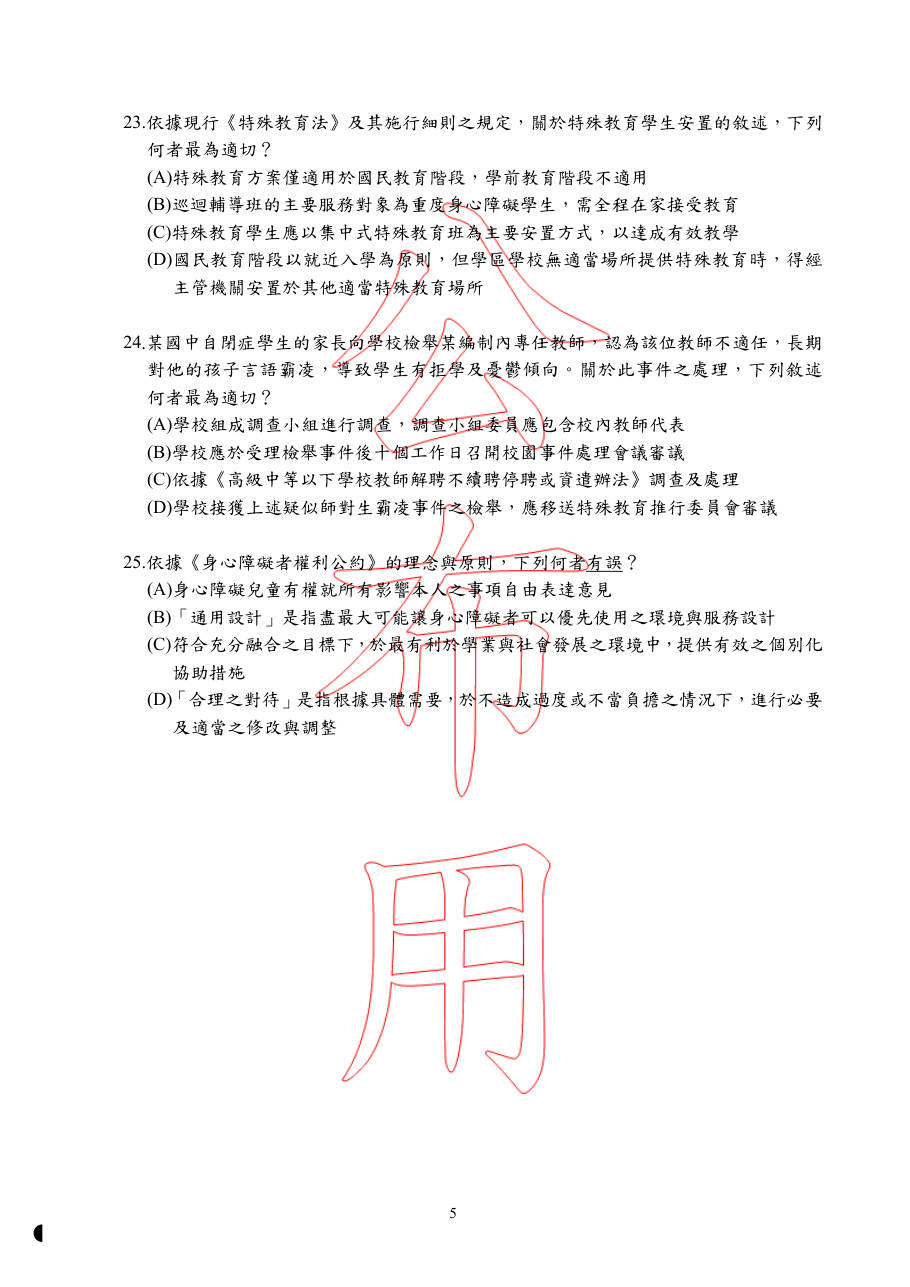 23.依據現行《特殊教育法》及其施行細則之規定，關於特殊教育學生安置的敘述，下列
何者最為適切？
(A)特殊教育方案僅適用於國民教育階段，學前教育階段不適用
(B)巡迴輔導班的主要服務對象為重度身心障礙學生，需全程在家接受教育
(C)特殊教育學生應以集中式特殊教育班為主要安置方式，以達成有效教學
(D)國民教育階段以就近入學為原則，但學區學校無適當場所提供特殊教育時，得經
主管機關安置於其他適當特殊教育場所
24.某國中自閉症學生的家長向學校檢舉某編制內專任教師，認為該位教師不適任，長期
對他的孩子言語霸凌，導致學生有拒學及憂鬱傾向。關於此事件之處理，下列敘述
何者最為適切？
(A)學校組成調查小組進行調查，調查小組委員應包含校內教師代表
(B)學校應於受理檢舉事件後十個工作日召開校園事件處理會議審議
(C)依據《高級中等以下學校教師解聘不續聘停聘或資遣辦法》調查及處理
(D)學校接獲上述疑似師對生霸凌事件之檢舉，應移送特殊教育推行委員會審議
25.依據《身心障礙者權利公約》的理念與原則，下列何者有誤？
(A)身心障礙兒童有權就所有影響本人之事項自由表達意見
(B)「通用設計」是指盡最大可能讓身心障礙者可以優先使用之環境與服務設計
(C)符合充分融合之目標下，於最有利於學業與社會發展之環境中，提供有效之個別化
協助措施
(D)「合理之對待」是指根據具體需要，於不造成過度或不當負擔之情況下，進行必要
及適當之修改與調整
公
布
用
5